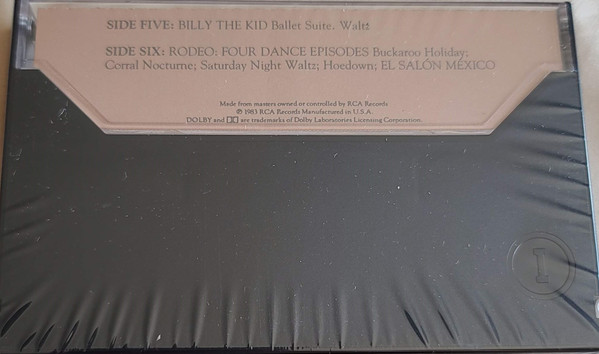 SIDE FIVE: BILLY THE KID Ballet Suite. Waltz
SIDE SIX: RODEO: FOUR DANCE EPISODES Buckaroo Holiday;
Corral Nocturne; Saturday Night Waltz; Hoedown; EL SALÓN MÉXICO
Made from masters owned or controlled by RCA Records
℗ 1983 RCA Records Manufactured in U.S.A.
DOLBY and DD are trademarks of Dolby Laboratories Licensing Corporation.
1